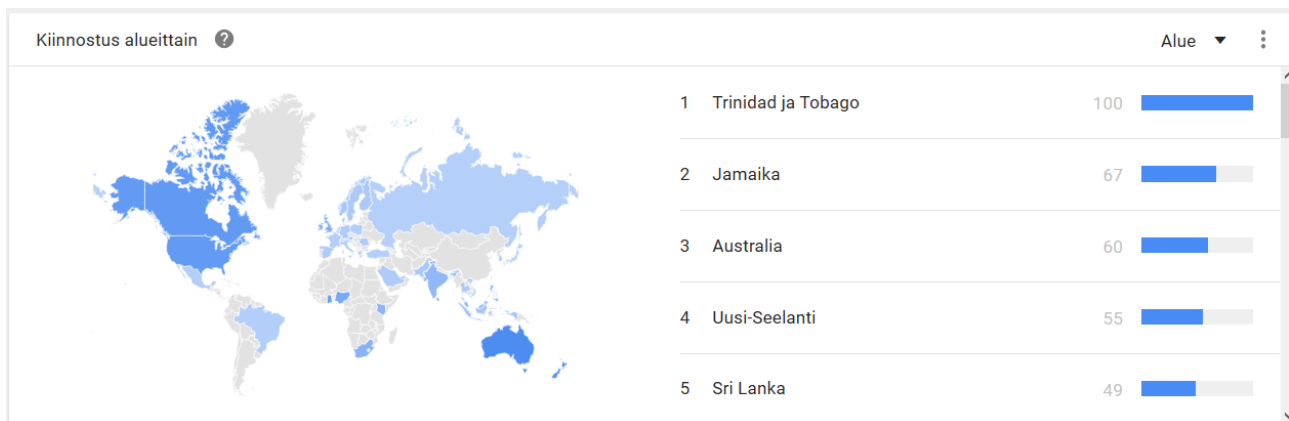 Kiinnostus alueittain ?
Alue
1 Trinidad ja Tobago 100
2 Jamaika 67
3 Australia 60
4 Uusi-Seelanti 55
5 Sri Lanka 49